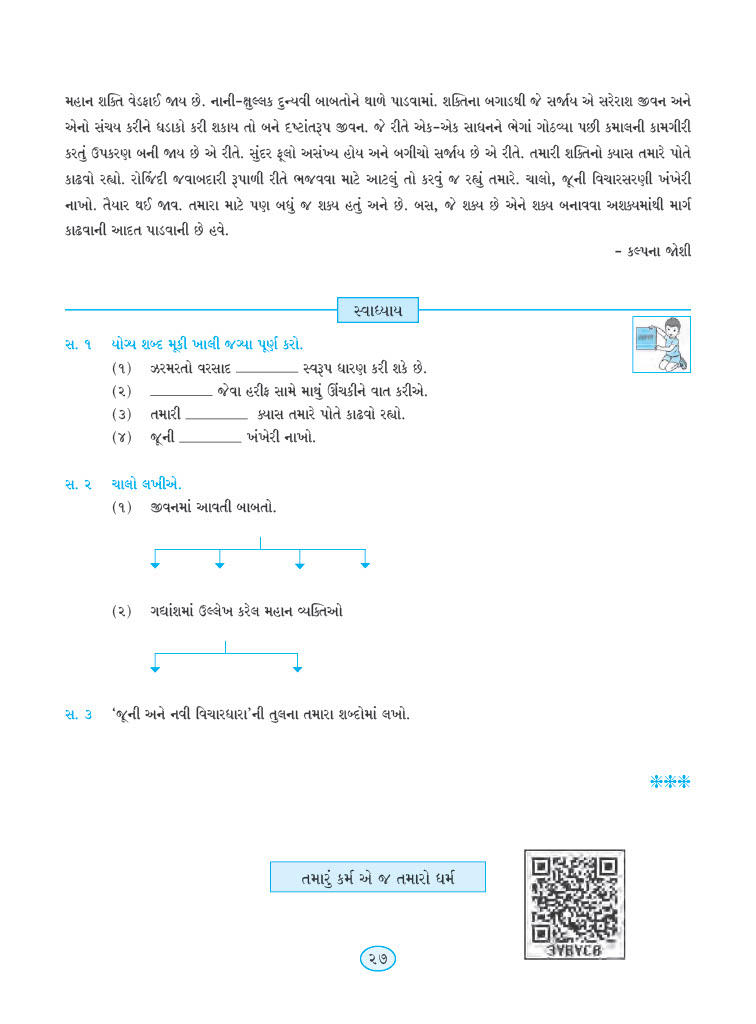 મહાન શક્તિ વેડફાઈ જાય છે. નાની-ક્ષુલ્લક દુન્યવી બાબતોને થાળે પાડવામાં. શક્તિના બગાડથી જે સર્જાય એ સરેરાશ જીવન અને
એનો સંચય કરીને ધડાકો કરી શકાય તો બને દષ્ટાંતરૂપ જીવન. જે રીતે એક-એક સાધનને ભેગાં ગોઠવ્યા પછી કમાલની કામગીરી
કરતું ઉપકરણ બની જાય છે એ રીતે. સુંદર ફૂલો અસંખ્ય હોય અને બગીચો સર્જાય છે એ રીતે. તમારી શક્તિનો ક્યાસ તમારે પોતે
કાઢવો રહ્યો. રોજિંદી જવાબદારી રૂપાળી રીતે ભજવવા માટે આટલું તો કરવું જ રહ્યું તમારે. ચાલો, જૂની વિચારસરણી ખંખેરી
નાખો. તૈયાર થઈ જાવ. તમારા માટે પણ બધું જ શક્ય હતું અને છે. બસ, જે શક્ય છે એને શક્ય બનાવવા અશક્યમાંથી માર્ગ
કાઢવાની આદત પાડવાની છે હવે.
- કલ્પના જોશી
સ્વાધ્યાય
સ. ૧ યોગ્ય શબ્દ મૂકી ખાલી જગ્યા પૂર્ણ કરો.
(૧) ઝરમરતો વરસાદ ________ સ્વરૂપ ધારણ કરી શકે છે.
(૨) ________ જેવા હરીફ સામે માથું ઊંચકીને વાત કરીએ.
(૩) તમારી ________ ક્યાસ તમારે પોતે કાઢવો રહ્યો.
(૪) જૂની ________ ખંખેરી નાખો.
સ. ૨ ચાલો લખીએ.
(૧) જીવનમાં આવતી બાબતો.
(૨) ગદ્યાંશમાં ઉલ્લેખ કરેલ મહાન વ્યક્તિઓ
સ. ૩ ‘જૂની અને નવી વિચારધારા’ની તુલના તમારા શબ્દોમાં લખો.
તમારું કર્મ એ જ તમારો ધર્મ
3YBYC8
૨૭